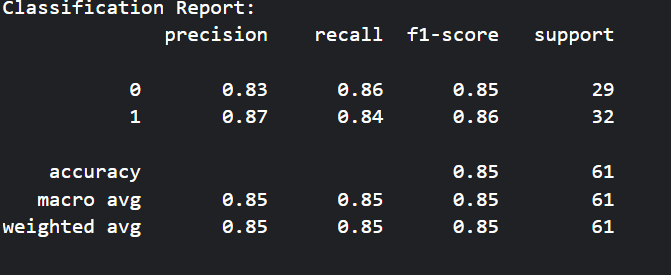 Classification Report:
precision recall f1-score support
0 0.83 0.86 0.85 29
1 0.87 0.84 0.86 32
accuracy 0.85 61
macro avg 0.85 0.85 0.85 61
weighted avg 0.85 0.85 0.85 61